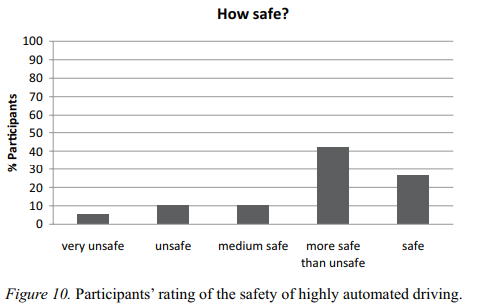 How safe?
100
90
80
70
60
50
40
30
20
10
0
% Participants
very unsafe
unsafe
medium safe
more safe
than unsafe
safe
Figure 10. Participants' rating of the safety of highly automated driving.